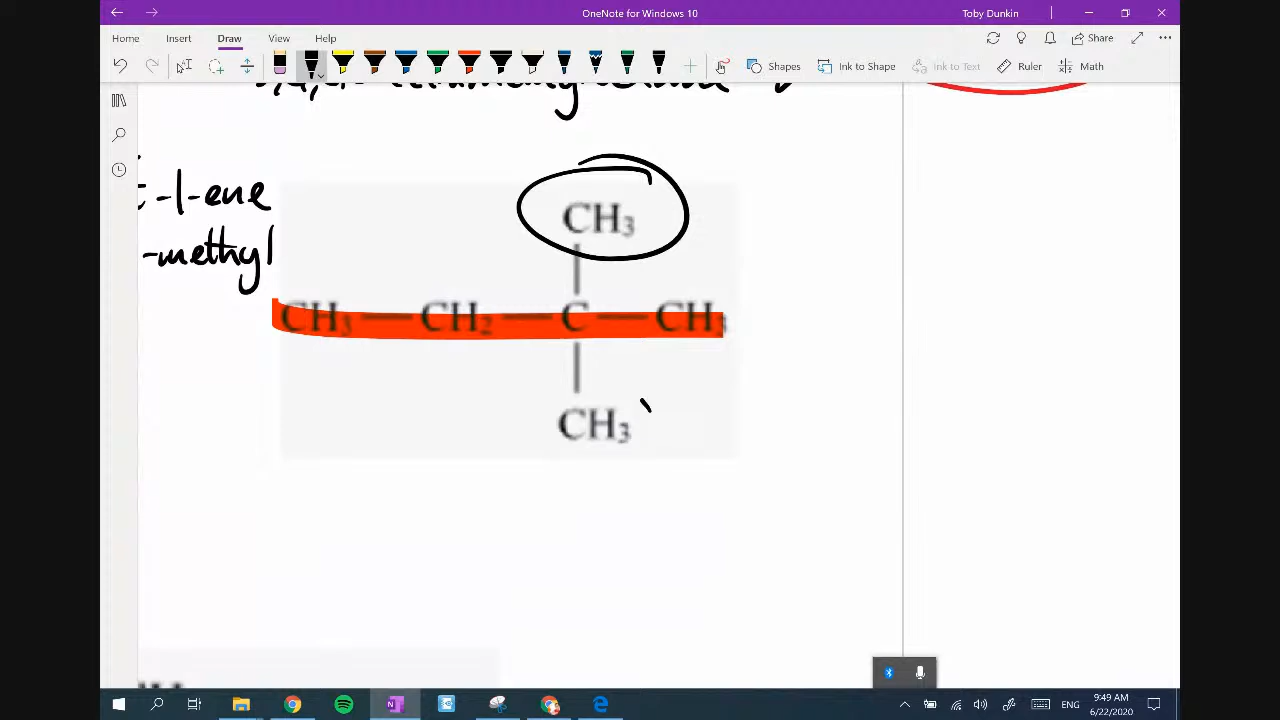 OneNote for Windows 10
Toby Dunkin
Home Insert Draw View Help
Share
Shapes Ink to Shape Ink to Text Ruler Math
-1-ene
-methyl
CH3
CH3 — CH2 — C — CH3
CH3
ENG
9:49 AM
6/22/2020